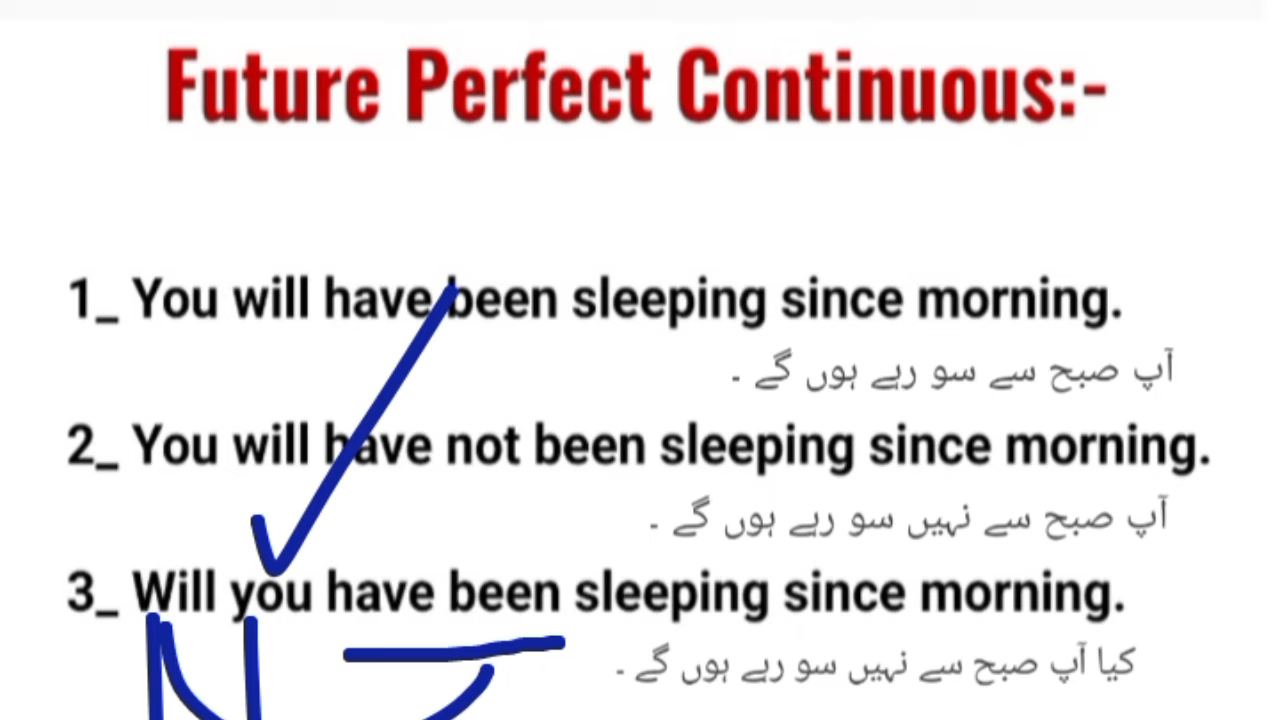 Future Perfect Continuous:-
1_ You will have been sleeping since morning.
آپ صبح سے سو رہے ہوں گے ۔
2_ You will have not been sleeping since morning.
آپ صبح سے نہیں سو رہے ہوں گے ۔
3_ Will you have been sleeping since morning.
کیا آپ صبح سے نہیں سو رہے ہوں گے ۔